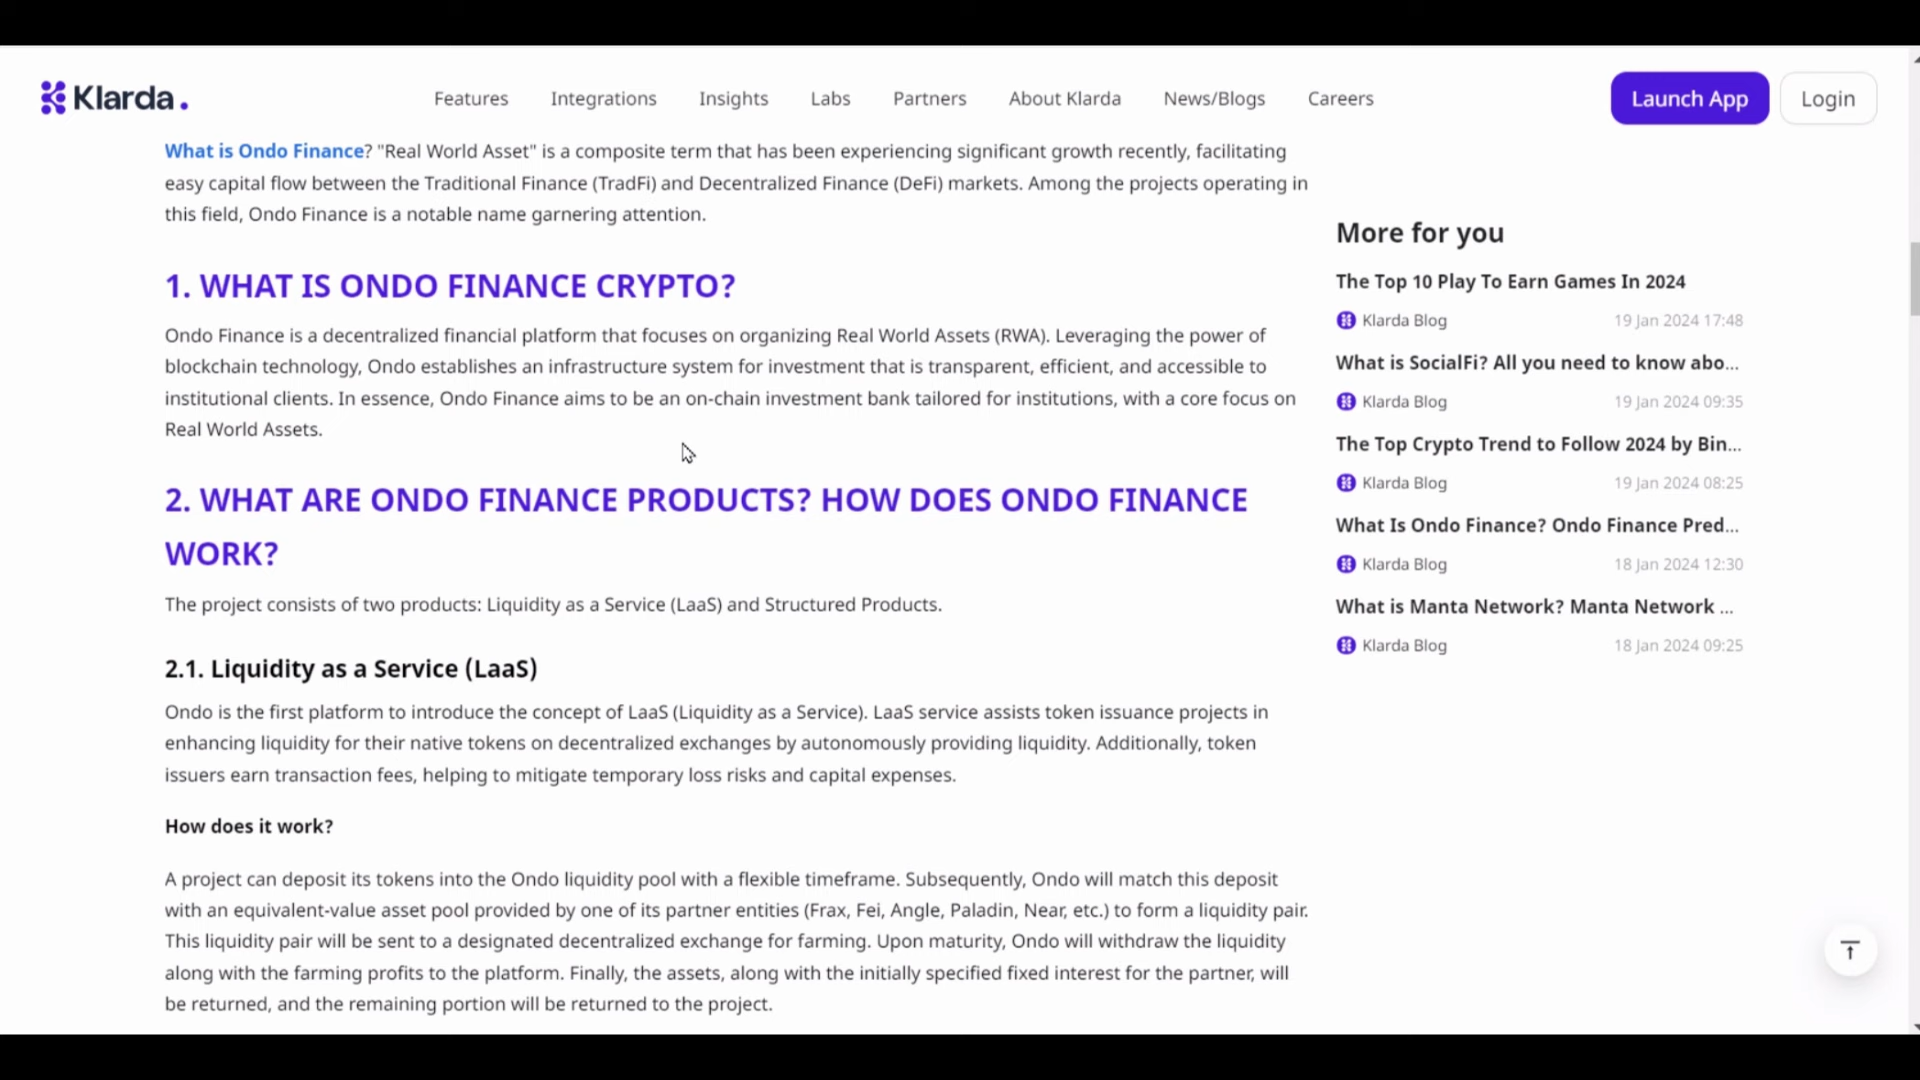 Klarda.
Features Integrations Insights Labs Partners About Klarda News/Blogs Careers
Launch App Login
What is Ondo Finance? "Real World Asset" is a composite term that has been experiencing significant growth recently, facilitating
easy capital flow between the Traditional Finance (TradFi) and Decentralized Finance (DeFi) markets. Among the projects operating in
this field, Ondo Finance is a notable name garnering attention.
1. WHAT IS ONDO FINANCE CRYPTO?
Ondo Finance is a decentralized financial platform that focuses on organizing Real World Assets (RWA). Leveraging the power of
blockchain technology, Ondo establishes an infrastructure system for investment that is transparent, efficient, and accessible to
institutional clients. In essence, Ondo Finance aims to be an on-chain investment bank tailored for institutions, with a core focus on
Real World Assets.
2. WHAT ARE ONDO FINANCE PRODUCTS? HOW DOES ONDO FINANCE
WORK?
The project consists of two products: Liquidity as a Service (LaaS) and Structured Products.
2.1. Liquidity as a Service (LaaS)
Ondo is the first platform to introduce the concept of LaaS (Liquidity as a Service). LaaS service assists token issuance projects in
enhancing liquidity for their native tokens on decentralized exchanges by autonomously providing liquidity. Additionally, token
issuers earn transaction fees, helping to mitigate temporary loss risks and capital expenses.
How does it work?
A project can deposit its tokens into the Ondo liquidity pool with a flexible timeframe. Subsequently, Ondo will match this deposit
with an equivalent-value asset pool provided by one of its partner entities (Frax, Fei, Angle, Paladin, Near, etc.) to form a liquidity pair.
This liquidity pair will be sent to a designated decentralized exchange for farming. Upon maturity, Ondo will withdraw the liquidity
along with the farming profits to the platform. Finally, the assets, along with the initially specified fixed interest for the partner, will
be returned, and the remaining portion will be returned to the project.
More for you
The Top 10 Play To Earn Games In 2024
Klarda Blog 19 Jan 2024 17:48
What is SocialFi? All you need to know abo...
Klarda Blog 19 Jan 2024 09:35
The Top Crypto Trend to Follow 2024 by Bin...
Klarda Blog 19 Jan 2024 08:25
What Is Ondo Finance? Ondo Finance Pred...
Klarda Blog 18 Jan 2024 12:30
What is Manta Network? Manta Network ...
Klarda Blog 18 Jan 2024 09:25